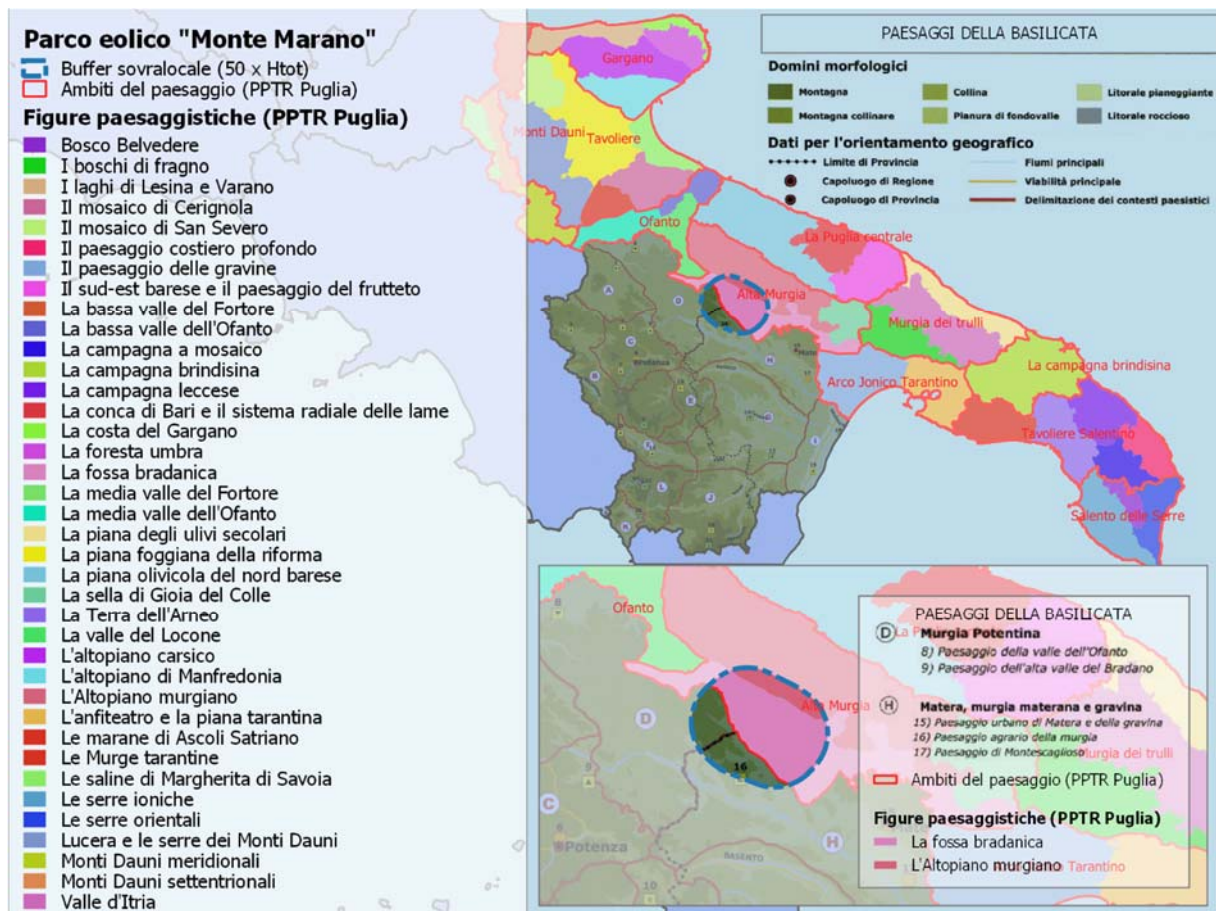 Parco eolico "Monte Marano"
Buffer sovralocale (50 x Htot)
Ambiti del paesaggio (PPTR Puglia)
Figure paesaggistiche (PPTR Puglia)
Bosco Belvedere
I boschi di fragno
I laghi di Lesina e Varano
Il mosaico di Cerignola
Il mosaico di San Severo
Il paesaggio costiero profondo
Il paesaggio delle gravine
Il sud-est barese e il paesaggio del frutteto
La bassa valle del Fortore
La bassa valle dell'Ofanto
La campagna a mosaico
La campagna brindisina
La campagna leccese
La conca di Bari e il sistema radiale delle lame
La costa del Gargano
La foresta umbra
La fossa bradanica
La media valle del Fortore
La media valle dell'Ofanto
La piana degli ulivi secolari
La piana foggiana della riforma
La piana olivicola del nord barese
La sella di Gioia del Colle
La Terra dell'Arneo
La valle del Locone
L'altopiano carsico
L'altopiano di Manfredonia
L'Altopiano murgiano
L'anfiteatro e la piana tarantina
Le marane di Ascoli Satriano
Le Murge tarantine
Le saline di Margherita di Savoia
Le serre ioniche
Le serre orientali
Lucera e le serre dei Monti Dauni
Monti Dauni meridionali
Monti Dauni settentrionali
Valle d'Itria
PAESAGGI DELLA BASILICATA
Domini morfologici
Montagna
Collina
Litorale pianeggiante
Montagna collinare
Pianura di fondovalle
Litorale roccioso
Dati per l'orientamento geografico
Limite di Provincia
Fiumi principali
Capoluogo di Regione
Viabilità principale
Capoluogo di Provincia
Delimitazione dei contesti paesistici
Gargano
Monti Dauni
Tavoliere
Ofanto
La Puglia centrale
Alta Murgia
Murgia dei trulli
La campagna brindisina
Arco Jonico Tarantino
Tavoliere Salentino
Salento delle Serre
A
D
C
H
I
L
J
Ofanto
Alta Murgia
D
16
C
Potenza
BASENTO
H
10
PAESAGGI DELLA BASILICATA
D Murgia Potentina
8) Paesaggio della valle dell'Ofanto
9) Paesaggio dell'alta valle del Bradano
H Matera, murgia materana e gravina
15) Paesaggio urbano di Matera e della gravina
16) Paesaggio agrario della murgia
17) Paesaggio di Montescaglioso
Murgia dei trulli
Ambiti del paesaggio (PPTR Puglia)
Figure paesaggistiche (PPTR Puglia)
La fossa bradanica
L'Altopiano murgiano
Tarantino